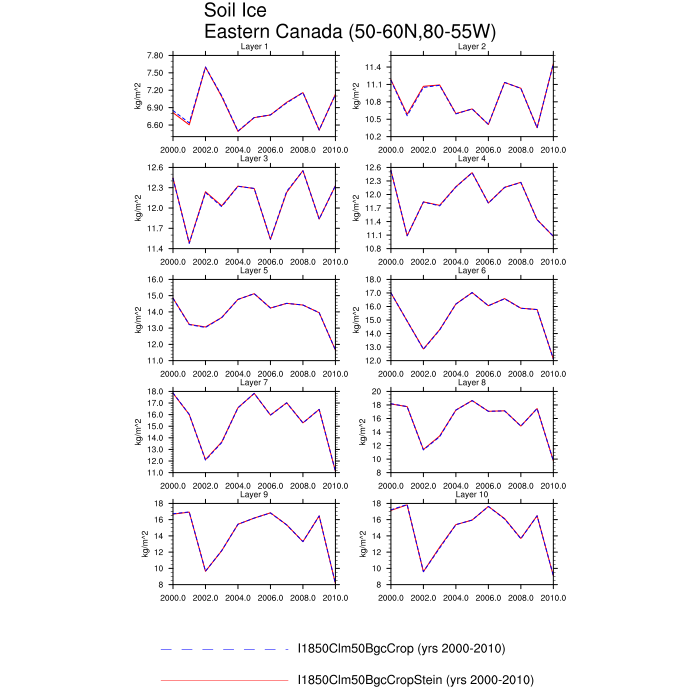 Soil Ice
Eastern Canada (50-60N,80-55W)
Layer 1
7.80
7.50
7.20
6.90
6.60
kg/m^2
2000.0 2002.0 2004.0 2006.0 2008.0 2010.0
Layer 2
11.4
11.1
10.8
10.5
10.2
kg/m^2
2000.0 2002.0 2004.0 2006.0 2008.0 2010.0
Layer 3
12.6
12.3
12.0
11.7
11.4
kg/m^2
2000.0 2002.0 2004.0 2006.0 2008.0 2010.0
Layer 4
12.6
12.3
12.0
11.7
11.4
11.1
10.8
kg/m^2
2000.0 2002.0 2004.0 2006.0 2008.0 2010.0
Layer 5
16.0
15.0
14.0
13.0
12.0
11.0
kg/m^2
2000.0 2002.0 2004.0 2006.0 2008.0 2010.0
Layer 6
18.0
17.0
16.0
15.0
14.0
13.0
12.0
kg/m^2
2000.0 2002.0 2004.0 2006.0 2008.0 2010.0
Layer 7
18.0
17.0
16.0
15.0
14.0
13.0
12.0
11.0
kg/m^2
2000.0 2002.0 2004.0 2006.0 2008.0 2010.0
Layer 8
20
18
16
14
12
10
8
kg/m^2
2000.0 2002.0 2004.0 2006.0 2008.0 2010.0
Layer 9
18
16
14
12
10
8
kg/m^2
2000.0 2002.0 2004.0 2006.0 2008.0 2010.0
Layer 10
18
16
14
12
10
8
kg/m^2
2000.0 2002.0 2004.0 2006.0 2008.0 2010.0
I1850Clm50BgcCrop (yrs 2000-2010)
I1850Clm50BgcCropStein (yrs 2000-2010)